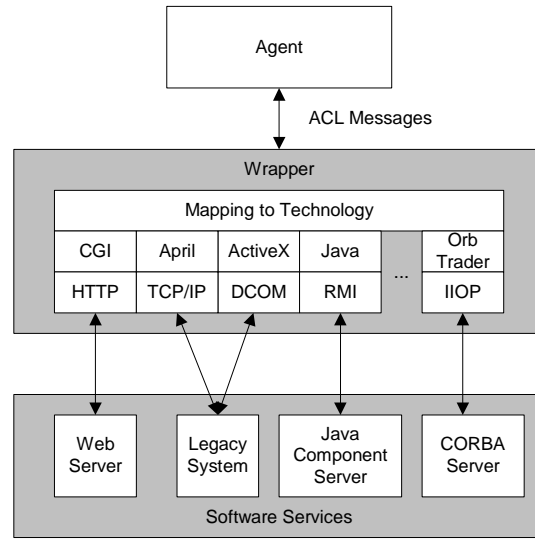 Agent
ACL Messages
Wrapper
Mapping to Technology
CGI April ActiveX Java Orb Trader
...
HTTP TCP/IP DCOM RMI IIOP
Web Server
Legacy System
Java Component Server
CORBA Server
Software Services